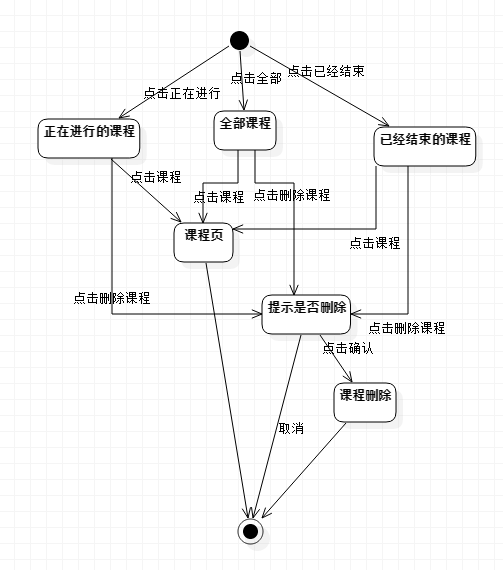 点击正在进行
点击全部
点击已经结束
正在进行的课程
全部课程
已经结束的课程
点击课程
点击课程
点击删除课程
课程页
点击课程
点击删除课程
提示是否删除
点击删除课程
点击确认
课程删除
取消